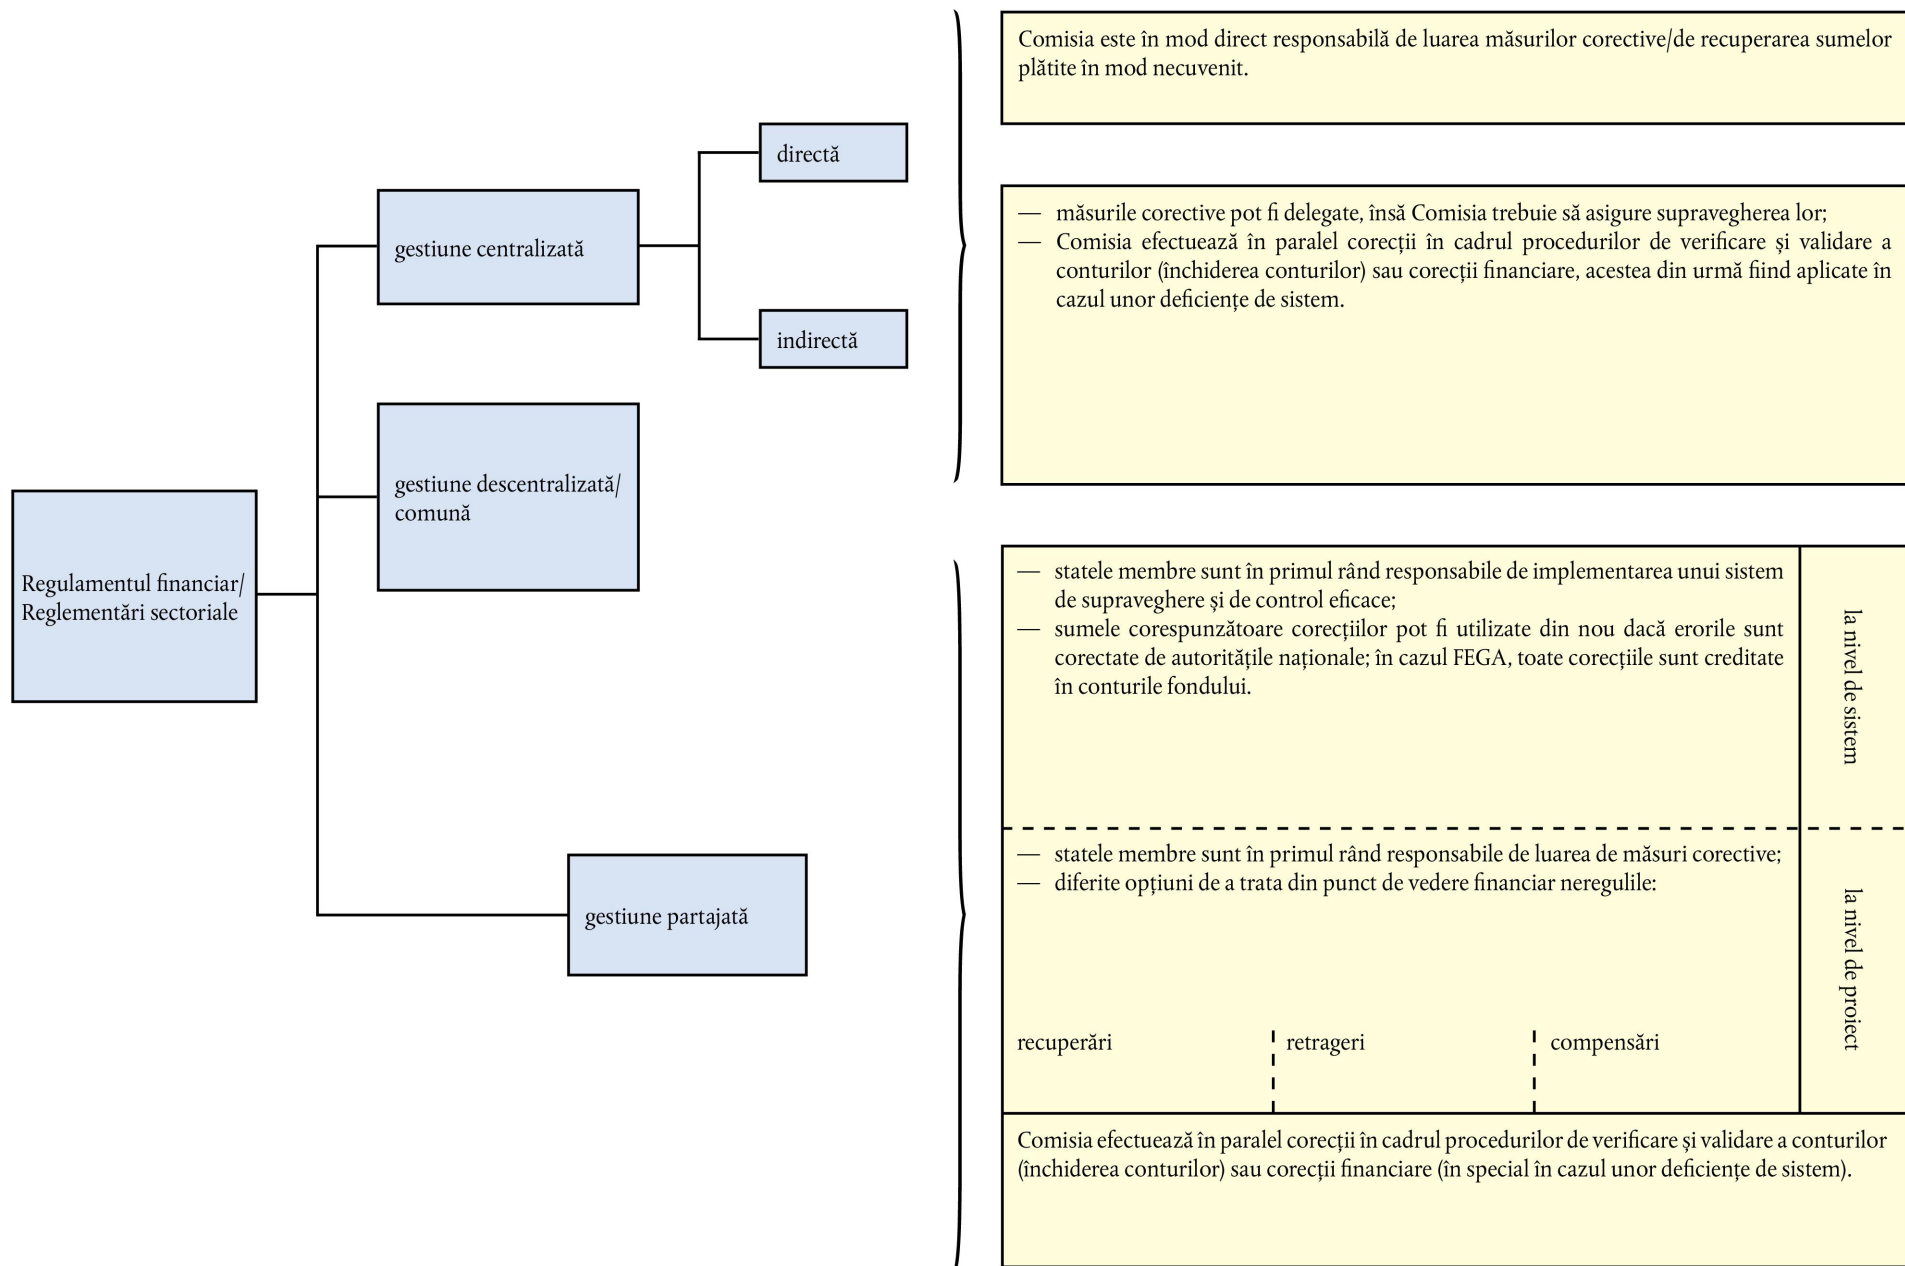 Regulamentul financiar/
Reglementări sectoriale
gestiune centralizată
directă
indirectă
gestiune descentralizată/
comună
gestiune partajată
Comisia este în mod direct responsabilă de luarea măsurilor corective/de recuperarea sumelor
plătite în mod necuvenit.
— măsurile corective pot fi delegate, însă Comisia trebuie să asigure supravegherea lor;
— Comisia efectuează în paralel corecții în cadrul procedurilor de verificare și validare a
conturilor (închiderea conturilor) sau corecții financiare, acestea din urmă fiind aplicate în
cazul unor deficiențe de sistem.
— statele membre sunt în primul rând responsabile de implementarea unui sistem
de supraveghere și de control eficace;
— sumele corespunzătoare corecțiilor pot fi utilizate din nou dacă erorile sunt
corectate de autoritățile naționale; în cazul FEGA, toate corecțiile sunt creditate
în conturile fondului.
la nivel de sistem
— statele membre sunt în primul rând responsabile de luarea de măsuri corective;
— diferite opțiuni de a trata din punct de vedere financiar neregulile:
recuperări
retrageri
compensări
la nivel de proiect
Comisia efectuează în paralel corecții în cadrul procedurilor de verificare și validare a conturilor
(închiderea conturilor) sau corecții financiare (în special în cazul unor deficiențe de sistem).